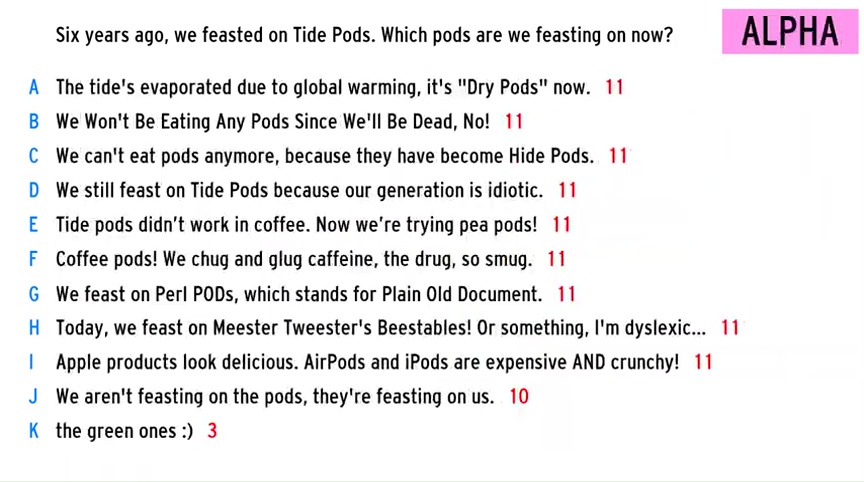 Six years ago, we feasted on Tide Pods. Which pods are we feasting on now?
ALPHA
A The tide's evaporated due to global warming, it's "Dry Pods" now. 11
B We Won't Be Eating Any Pods Since We'll Be Dead, No! 11
C We can't eat pods anymore, because they have become Hide Pods. 11
D We still feast on Tide Pods because our generation is idiotic. 11
E Tide pods didn’t work in coffee. Now we’re trying pea pods! 11
F Coffee pods! We chug and glug caffeine, the drug, so smug. 11
G We feast on Perl PODs, which stands for Plain Old Document. 11
H Today, we feast on Meester Tweester's Beestables! Or something, I'm dyslexic... 11
I Apple products look delicious. AirPods and iPods are expensive AND crunchy! 11
J We aren't feasting on the pods, they're feasting on us. 10
K the green ones :) 3